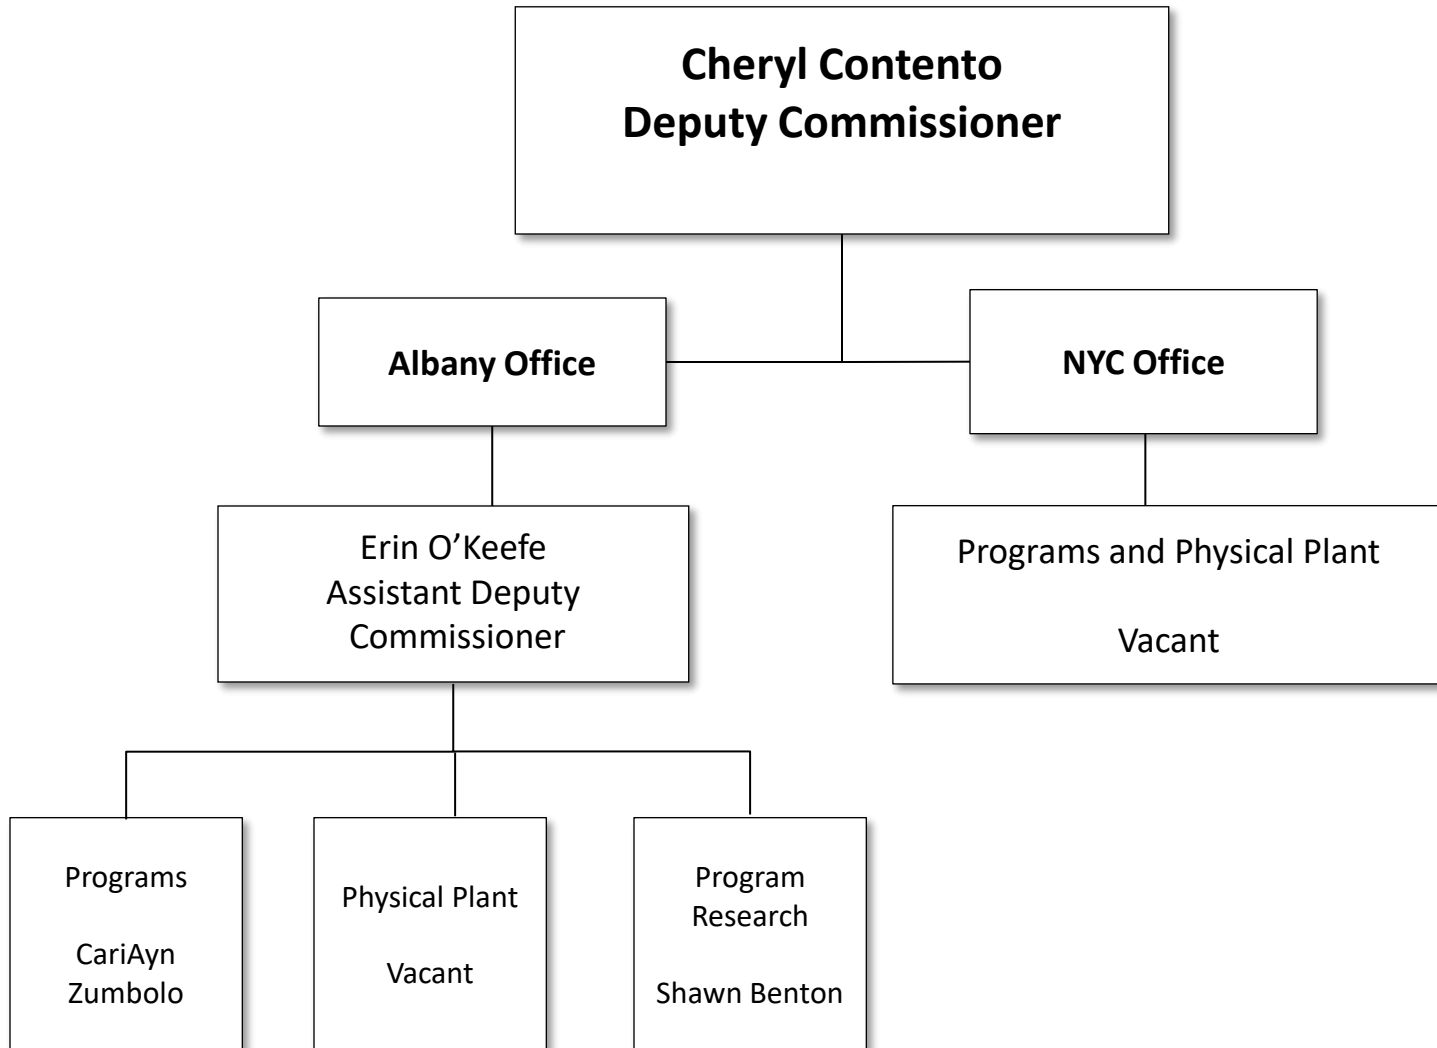 Cheryl Contento
Deputy Commissioner
Albany Office
NYC Office
Erin O’Keefe
Assistant Deputy
Commissioner
Programs and Physical Plant
Vacant
Programs
CariAyn
Zumbolo
Physical Plant
Vacant
Program
Research
Shawn Benton